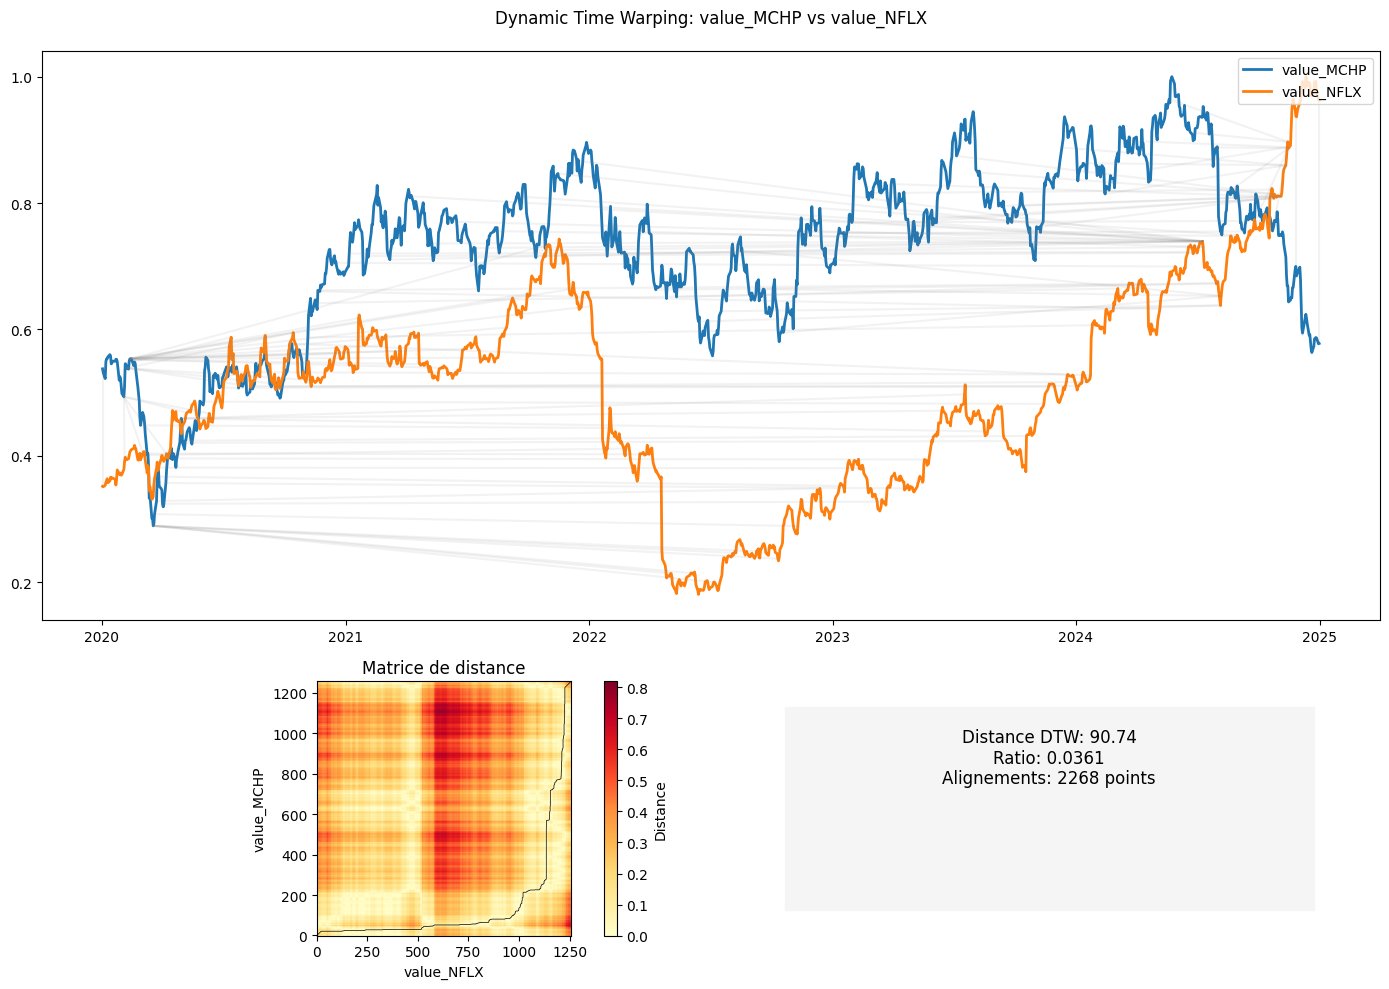 Dynamic Time Warping: value_MCHP vs value_NFLX
value_MCHP
value_NFLX
1.0
0.8
0.6
0.4
0.2
2020 2021 2022 2023 2024 2025
Matrice de distance
value_MCHP
1200
1000
800
600
400
200
0
0 250 500 750 1000 1250
value_NFLX
0.8
0.7
0.6
0.5
0.4
0.3
0.2
0.1
0.0
Distance
Distance DTW: 90.74
Ratio: 0.0361
Alignements: 2268 points